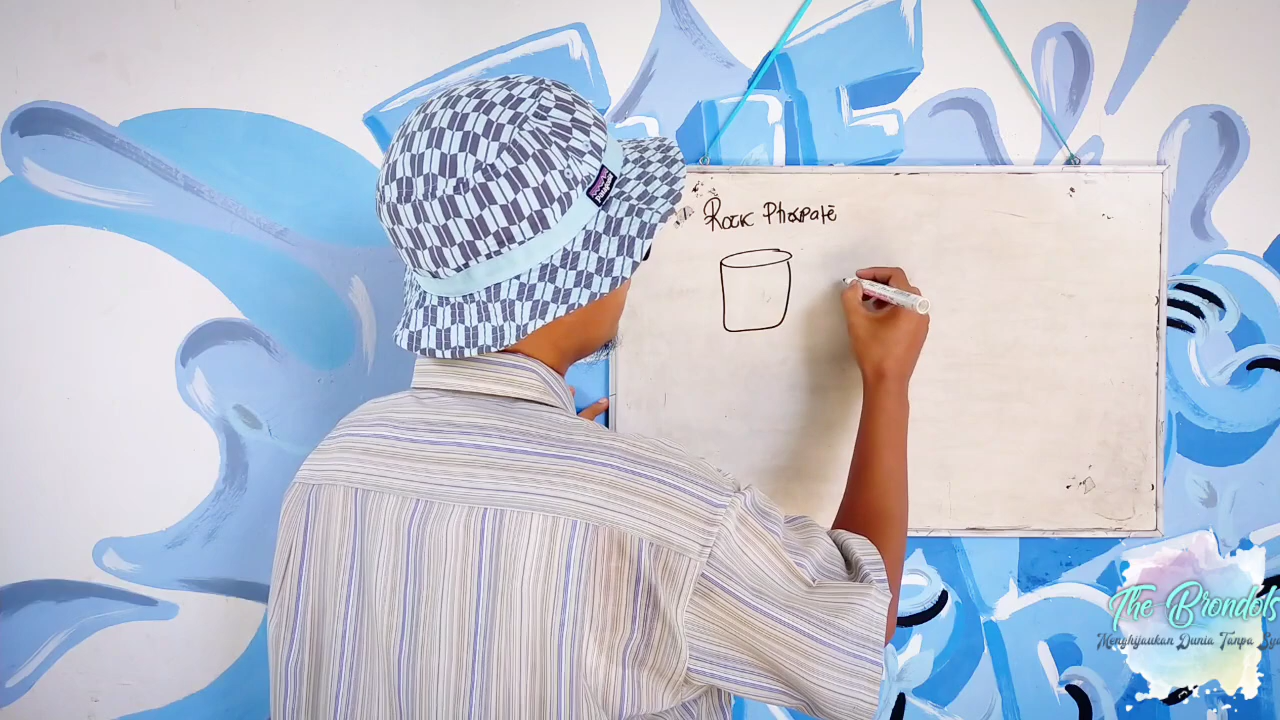 Rock Phospate
patagonia
The Brondols
Menghijaukan Dunia Tanpa